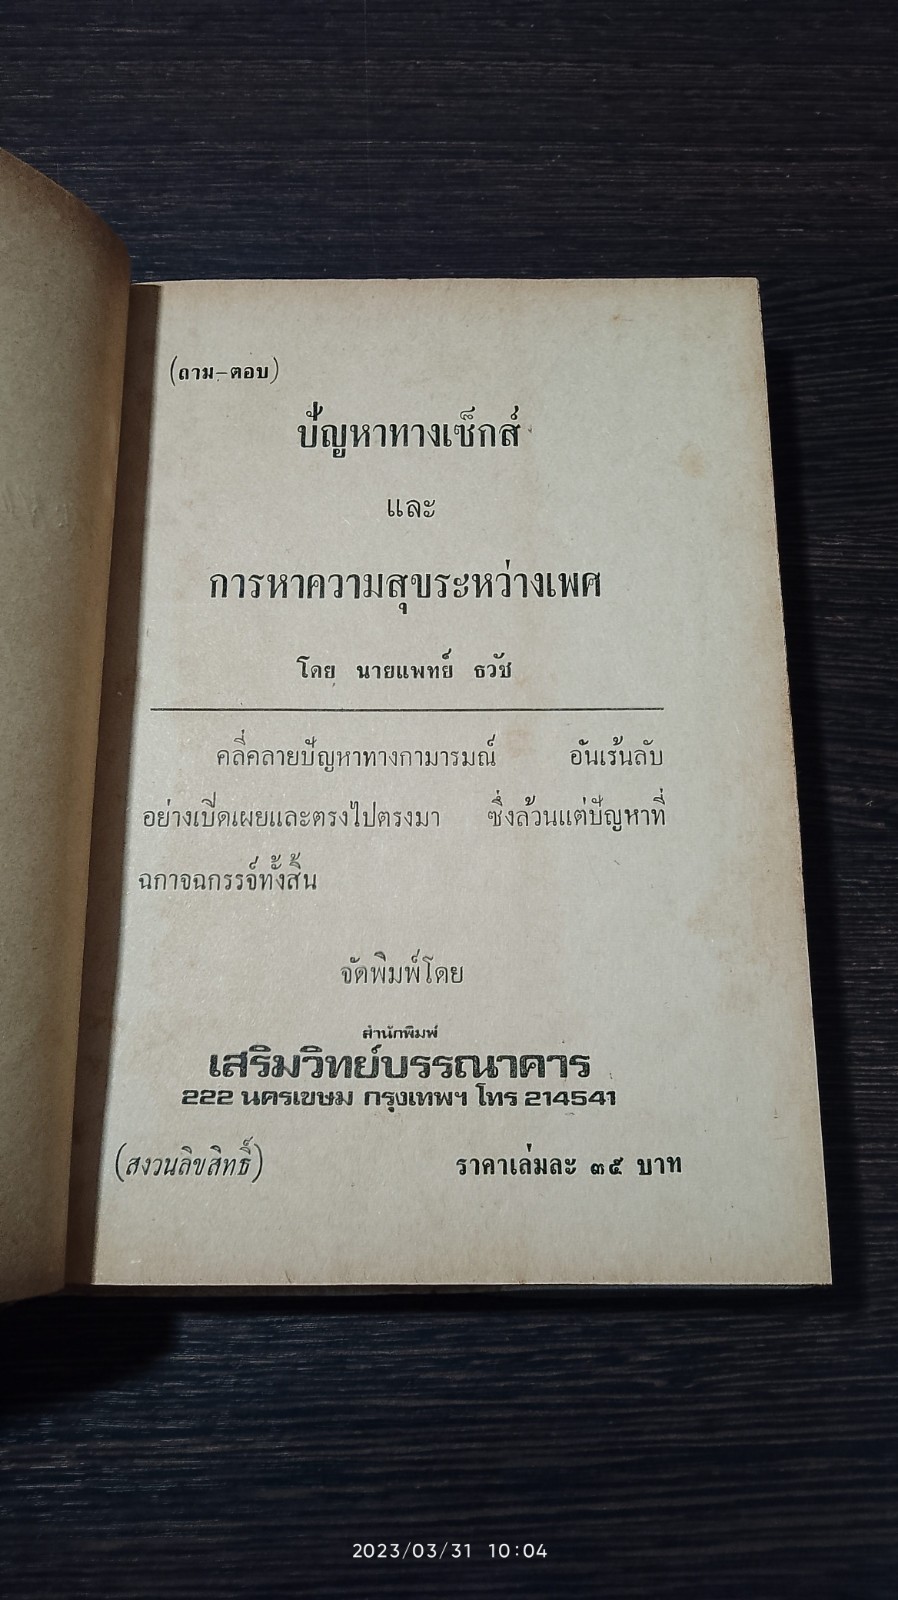 (ถาม-ตอบ)
ปัญหาทางเซ็กส์
และ
การหาความสุขระหว่างเพศ
โดย นายแพทย์ ธวัช
คลี่คลายปัญหาทางกามารมณ์ อันเร้นลับ
อย่างเปิดเผยและตรงไปตรงมา ซึ่งล้วนแต่ปัญหาที่
ฉกาจฉกรรจ์ทั้งสิ้น
จัดพิมพ์โดย
สำนักพิมพ์
เสริมวิทย์บรรณาคาร
222 นครเขษม กรุงเทพฯ โทร 214541
(สงวนลิขสิทธิ์) ราคาเล่มละ ๓๕ บาท
2023/03/31 10:04